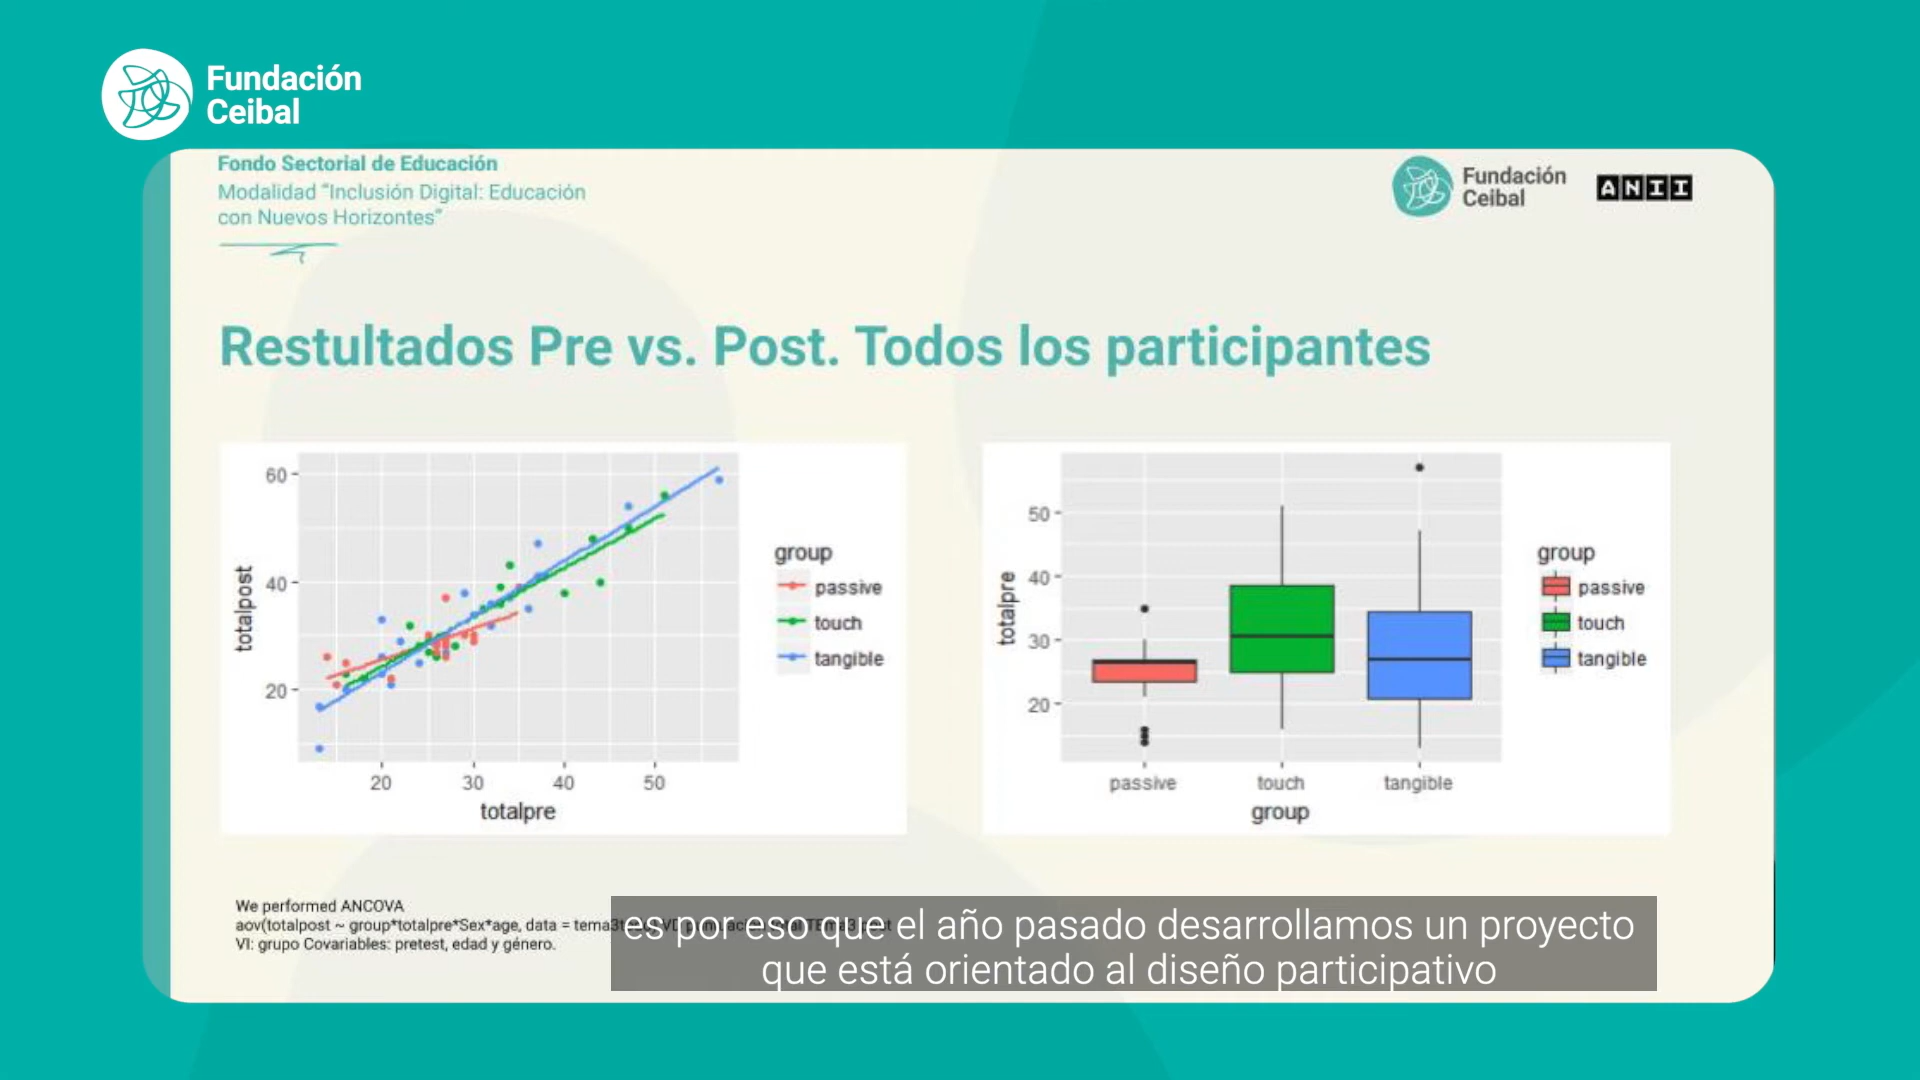 Fundación
Ceibal
Fondo Sectorial de Educación
Modalidad "Inclusión Digital: Educación
con Nuevos Horizontes"
Fundación
Ceibal
ANII
Restultados Pre vs. Post. Todos los participantes
60
40
20
totalpost
20 30 40 50
totalpre
group
passive
touch
tangible
50
40
30
20
totalpre
passive touch tangible
group
group
passive
touch
tangible
We performed ANCOVA
aov(totalpost ~ group*totalpre*Sex*age, data =
VI: grupo Covariables: pretest, edad y género.
es por eso que el año pasado desarrollamos un proyecto
que está orientado al diseño participativo